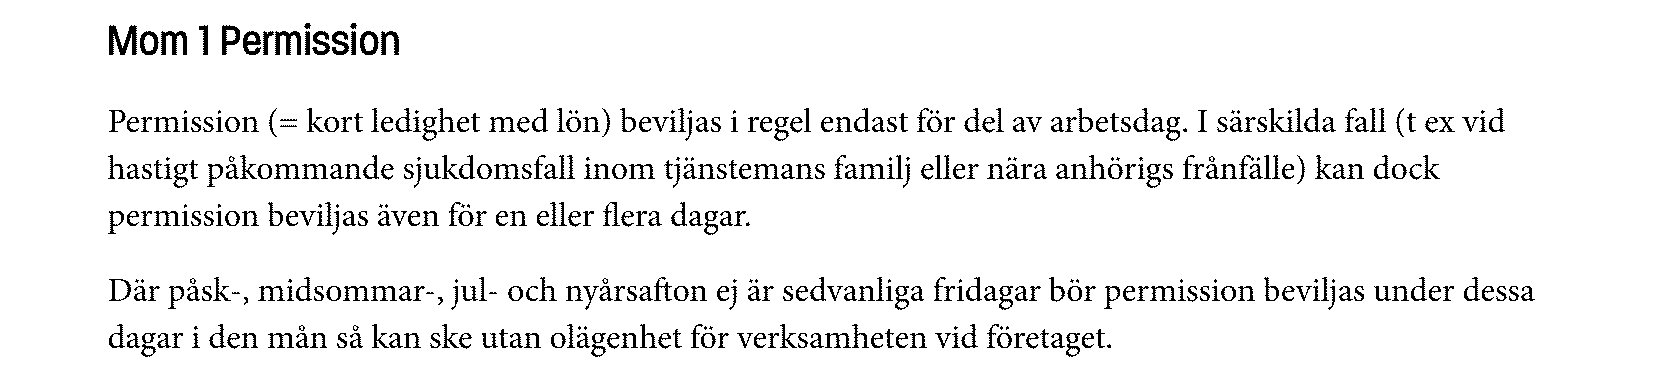 Mom 1 Permission
Permission (= kort ledighet med lön) beviljas i regel endast för del av arbetsdag. I särskilda fall (t ex vid
hastigt påkommande sjukdomsfall inom tjänstemans familj eller nära anhörigs frånfälle) kan dock
permission beviljas även för en eller flera dagar.
Där påsk-, midsommar-, jul- och nyårsafton ej är sedvanliga fridagar bör permission beviljas under dessa
dagar i den mån så kan ske utan olägenhet för verksamheten vid företaget.